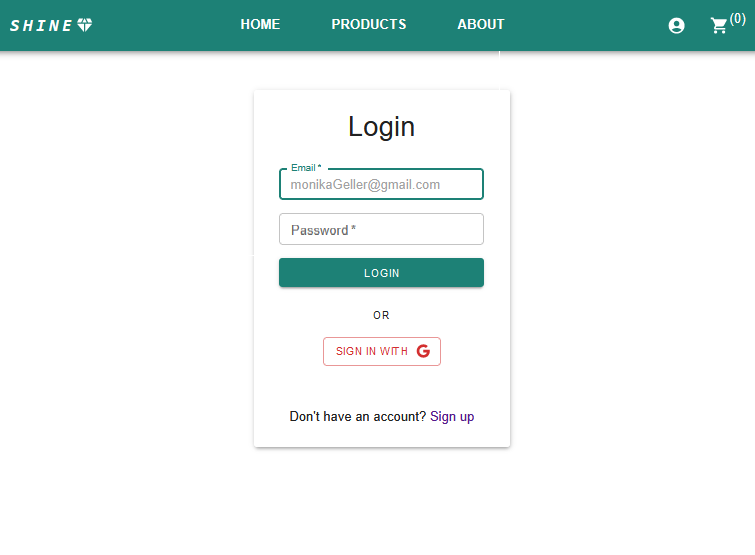 SHINE
HOME PRODUCTS ABOUT
(0)
Login
Email *
monikaGeller@gmail.com
Password *
LOGIN
OR
SIGN IN WITH G
Don't have an account? Sign up